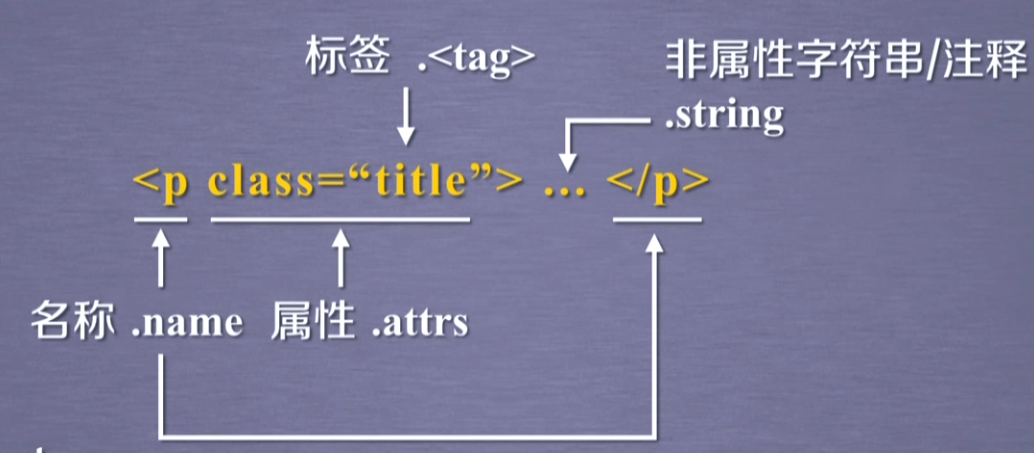 标签 .<tag>
非属性字符串/注释
.string
<p class=“title”> … </p>
名称 .name 属性 .attrs